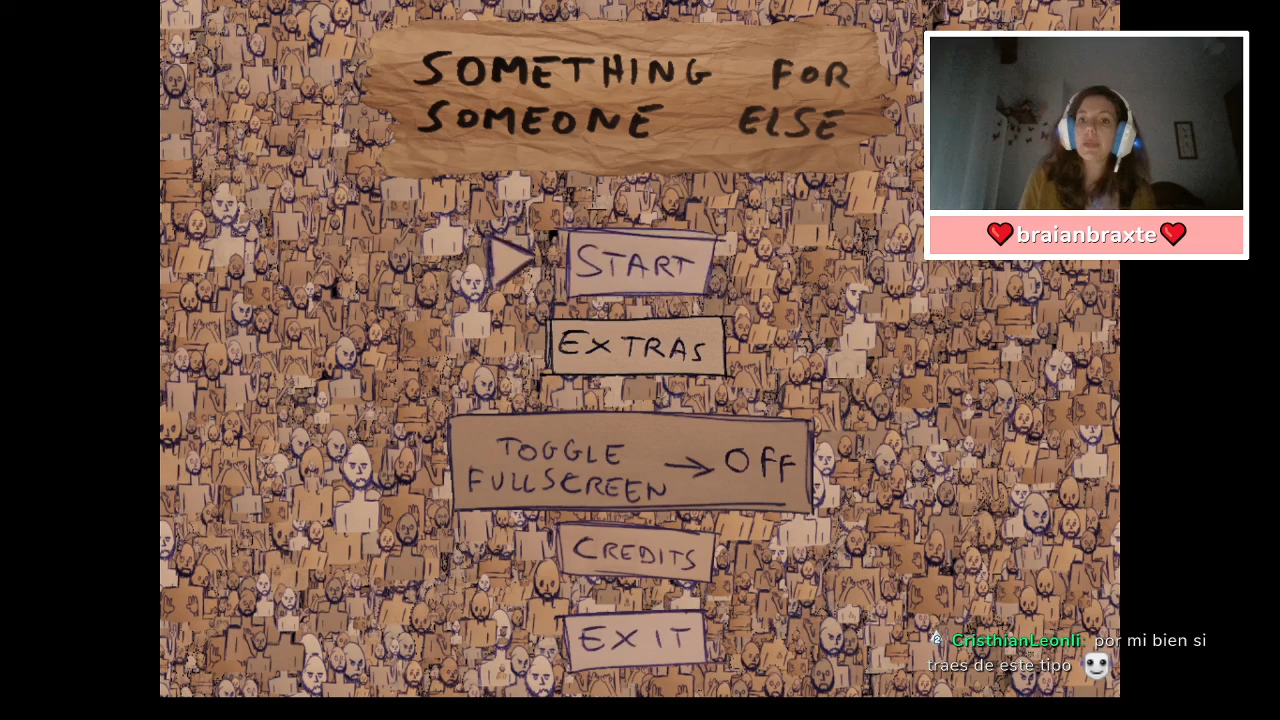 SOMETHING FOR
SOMEONE ELSE
braianbraxte
START
EXTRAS
TOGGLE
FULLSCREEN → OFF
CREDITS
EXIT
2 CristhianLeonli por mi bien si
traes de este tipo